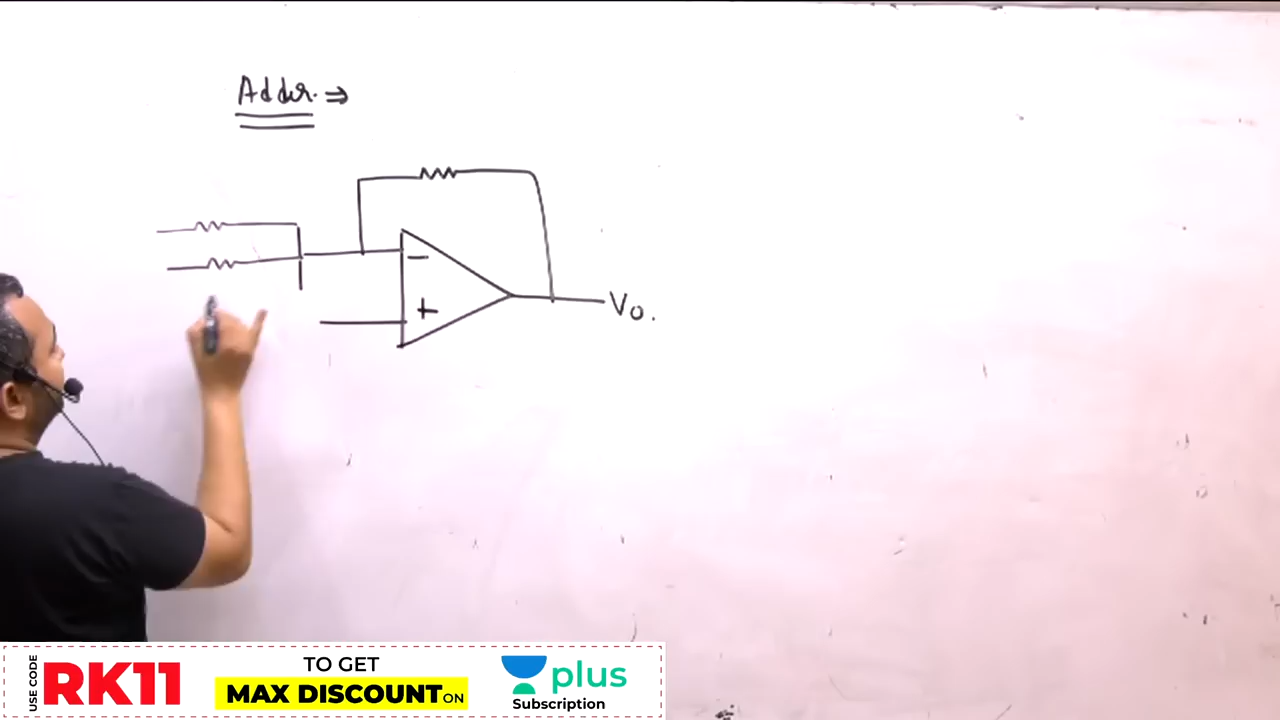 Adder. ⇒
−
+
Vo.
USE CODE
RK11
TO GET
MAX DISCOUNT ON
plus
Subscription